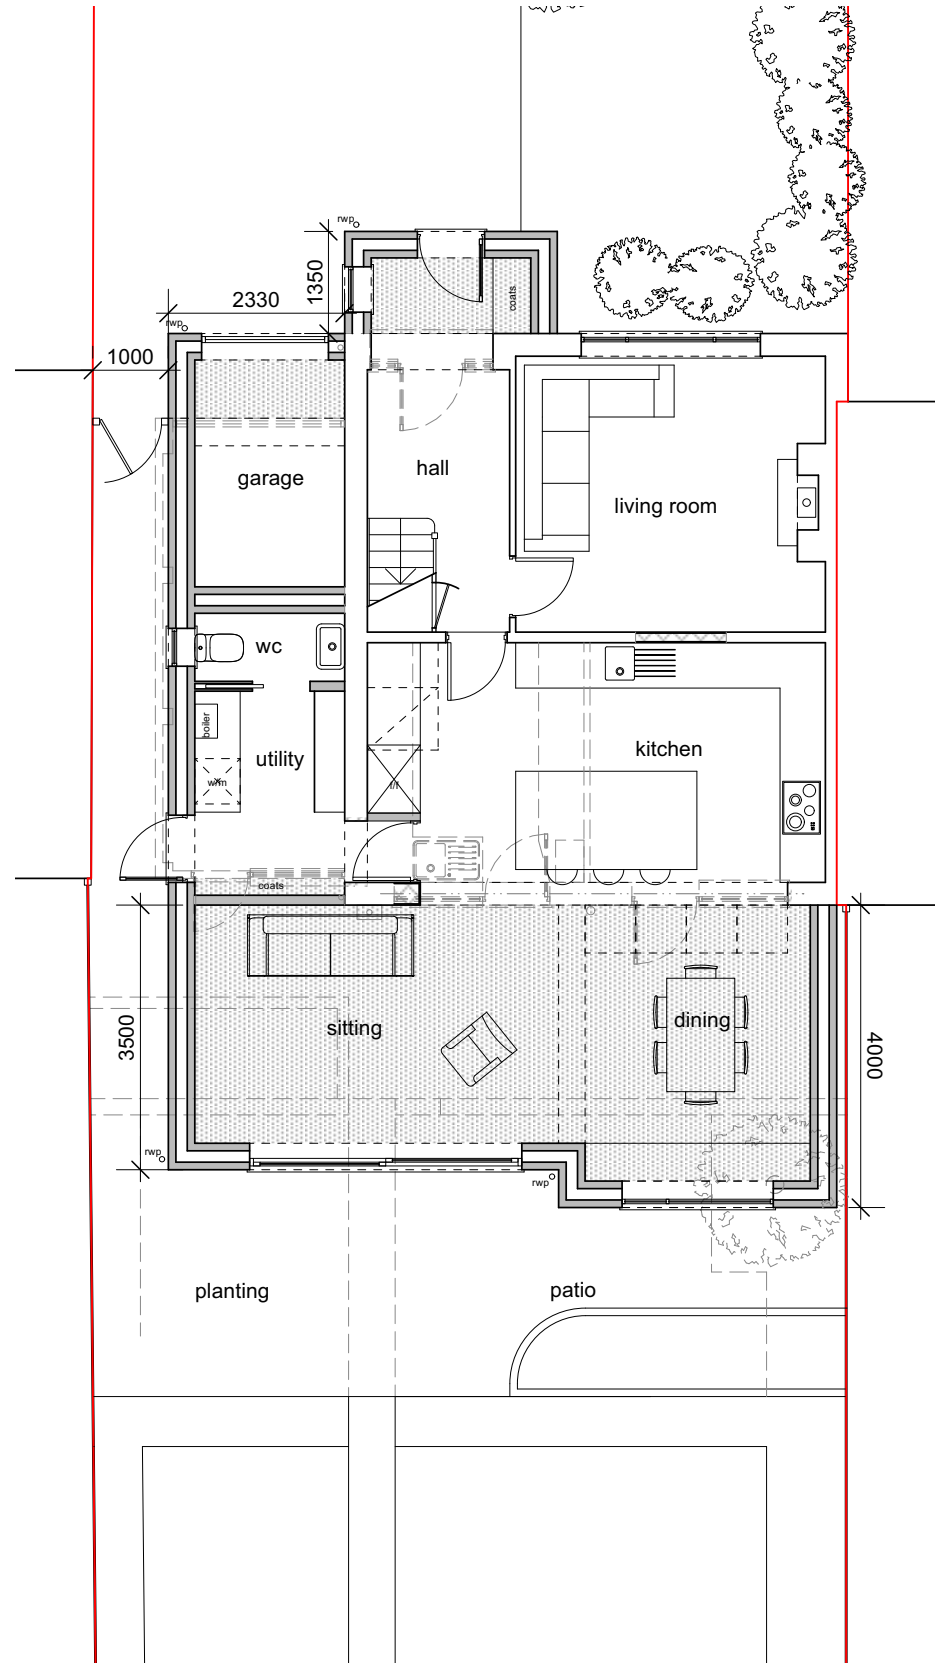 rwp
1350
2330
coats
rwp
1000
hall
garage
living room
wc
boiler
utility
kitchen
w/m
f/f
coats
3500
sitting
dining
4000
rwp
rwp
planting
patio